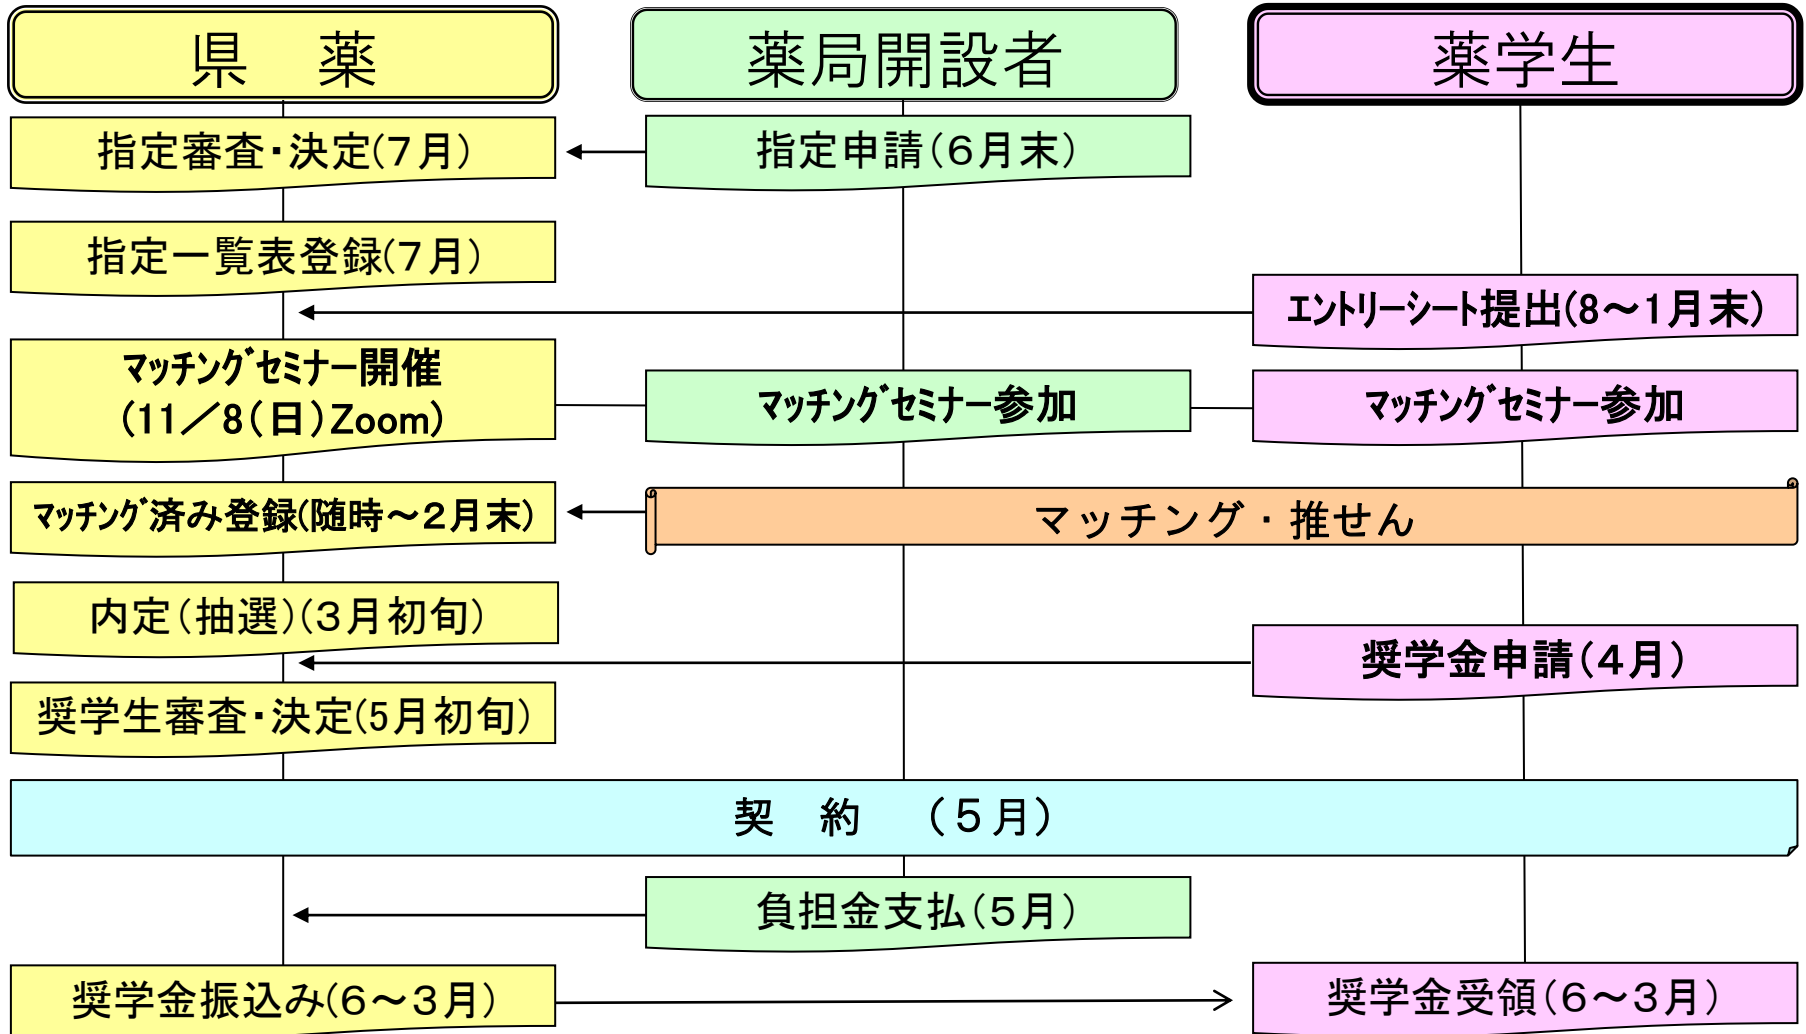 県　薬
薬局開設者
薬学生
指定審査・決定(７月)
指定申請(６月末)
指定一覧表登録(７月)
ｴﾝﾄﾘｰｼｰﾄ提出(8～1月末)
ﾏｯﾁﾝｸﾞｾﾐﾅｰ開催
(11／8(日)Zoom)
ﾏｯﾁﾝｸﾞｾﾐﾅｰ参加
ﾏｯﾁﾝｸﾞｾﾐﾅｰ参加
ﾏｯﾁﾝｸﾞ済み登録(随時～２月末)
マッチング・推せん
内定(抽選)(３月初旬)
奨学金申請(４月)
奨学生審査・決定(5月初旬)
契　約　（５月）
負担金支払(５月)
奨学金振込み(６～３月)
奨学金受領(６～３月)